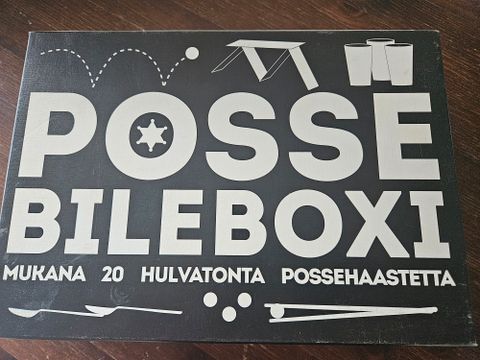 POSSE
BILEBOXI
MUKANA 20 HULVATONTA POSSEHAASTETTA